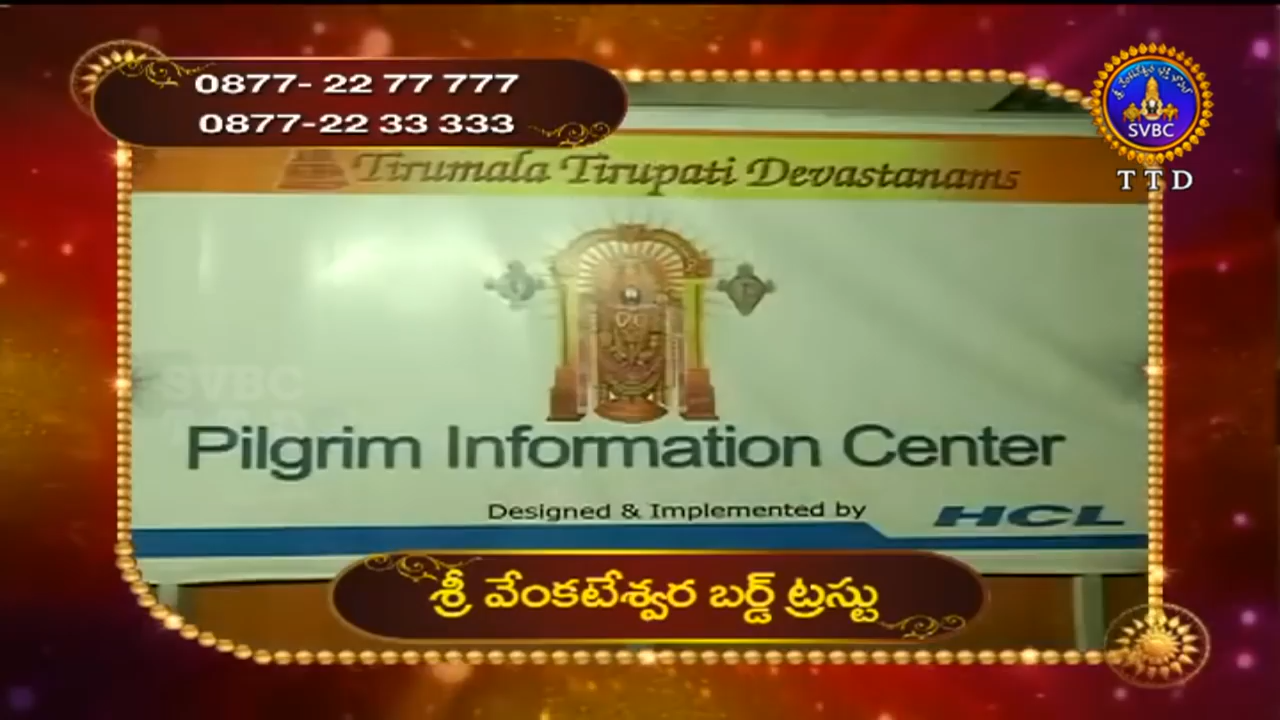 0877- 22 77 777
0877-22 33 333
SVBC
TTD
Tirumala Tirupati Devastanams
SVBC
Pilgrim Information Center
Designed & Implemented by HCL
శ్రీ వేంకటేశ్వర బర్డ్ ట్రస్టు